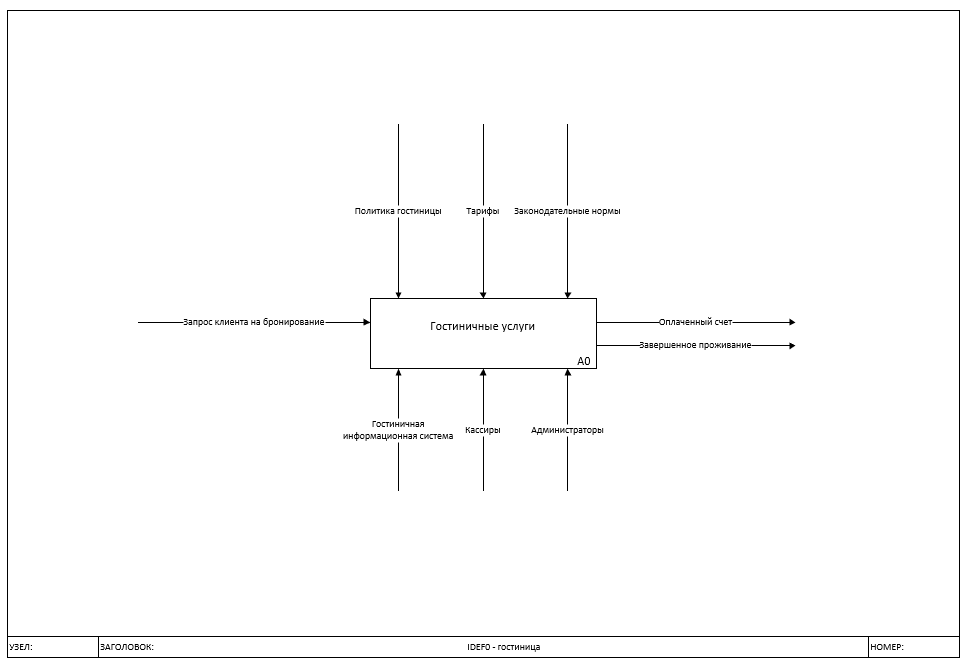 Политика гостиницы
Тарифы
Законодательные нормы
Запрос клиента на бронирование
Гостиничные услуги
A0
Оплаченный счет
Завершенное проживание
Гостиничная
информационная система
Кассиры
Администраторы
УЗЕЛ:
ЗАГОЛОВОК:
IDEF0 - гостиница
НОМЕР: